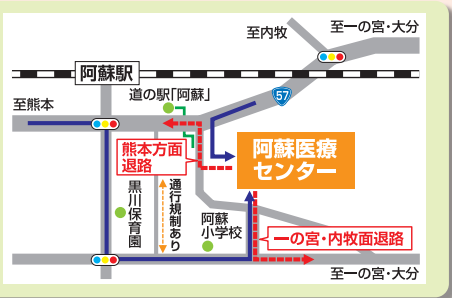 至内牧
至一の宮・大分
阿蘇駅
至熊本
道の駅「阿蘇」
57
熊本方面
退路
阿蘇医療
センター
黒川保育園
通行規制あり
阿蘇
小学校
一の宮・内牧面退路
至一の宮・大分